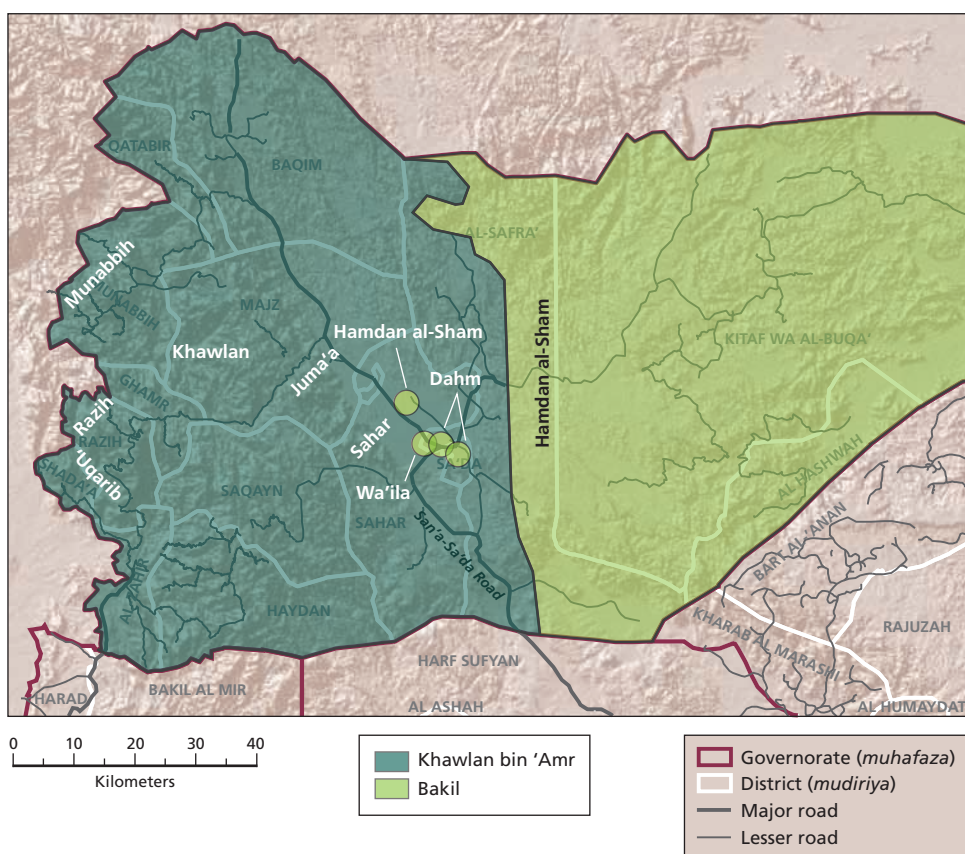 QATABIR
BAQIM
AL-SAFRA'
Munabbih
MUNABBIH
MAJZ
Hamdan al-Sham
Hamdan al-Sham
KITAF WA AL-BUQA'
Khawlan
Juma'a
Dahm
GHAMR
Razih
RAZIH
Sahar
'Uqarib
SHADA'A
SA'DA
AL HASHWAH
Wa'ila
SAQAYN
SAHAR
San'a-Sa'da Road
BART AL-'ANAN
HAYDAN
KHARAB AL MARASHI
RAJUZAH
HARF SUFYAN
HARAD
BAKIL AL MIR
AL ASHAH
AL HUMAYDAT
0 10 20 30 40
Kilometers
Khawlan bin 'Amr
Bakil
Governorate (muhafaza)
District (mudiriya)
Major road
Lesser road